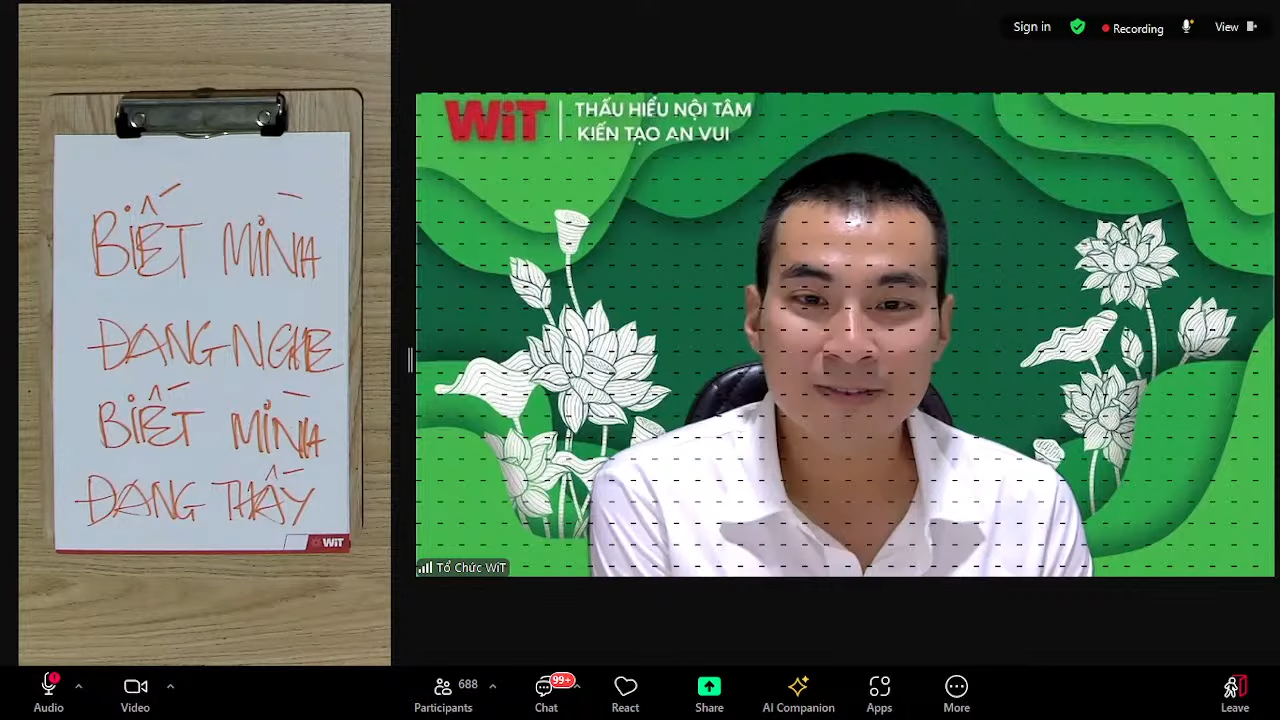 BIẾT MÌNH
ĐANG NGHE
BIẾT MÌNH
ĐANG THẤY
WiT
WiT
THẤU HIỂU NỘI TÂM
KIẾN TẠO AN VUI
Tổ Chức WiT
Sign in
Recording
View
Audio
Video
688
Participants
99+
Chat
React
Share
AI Companion
Apps
More
Leave